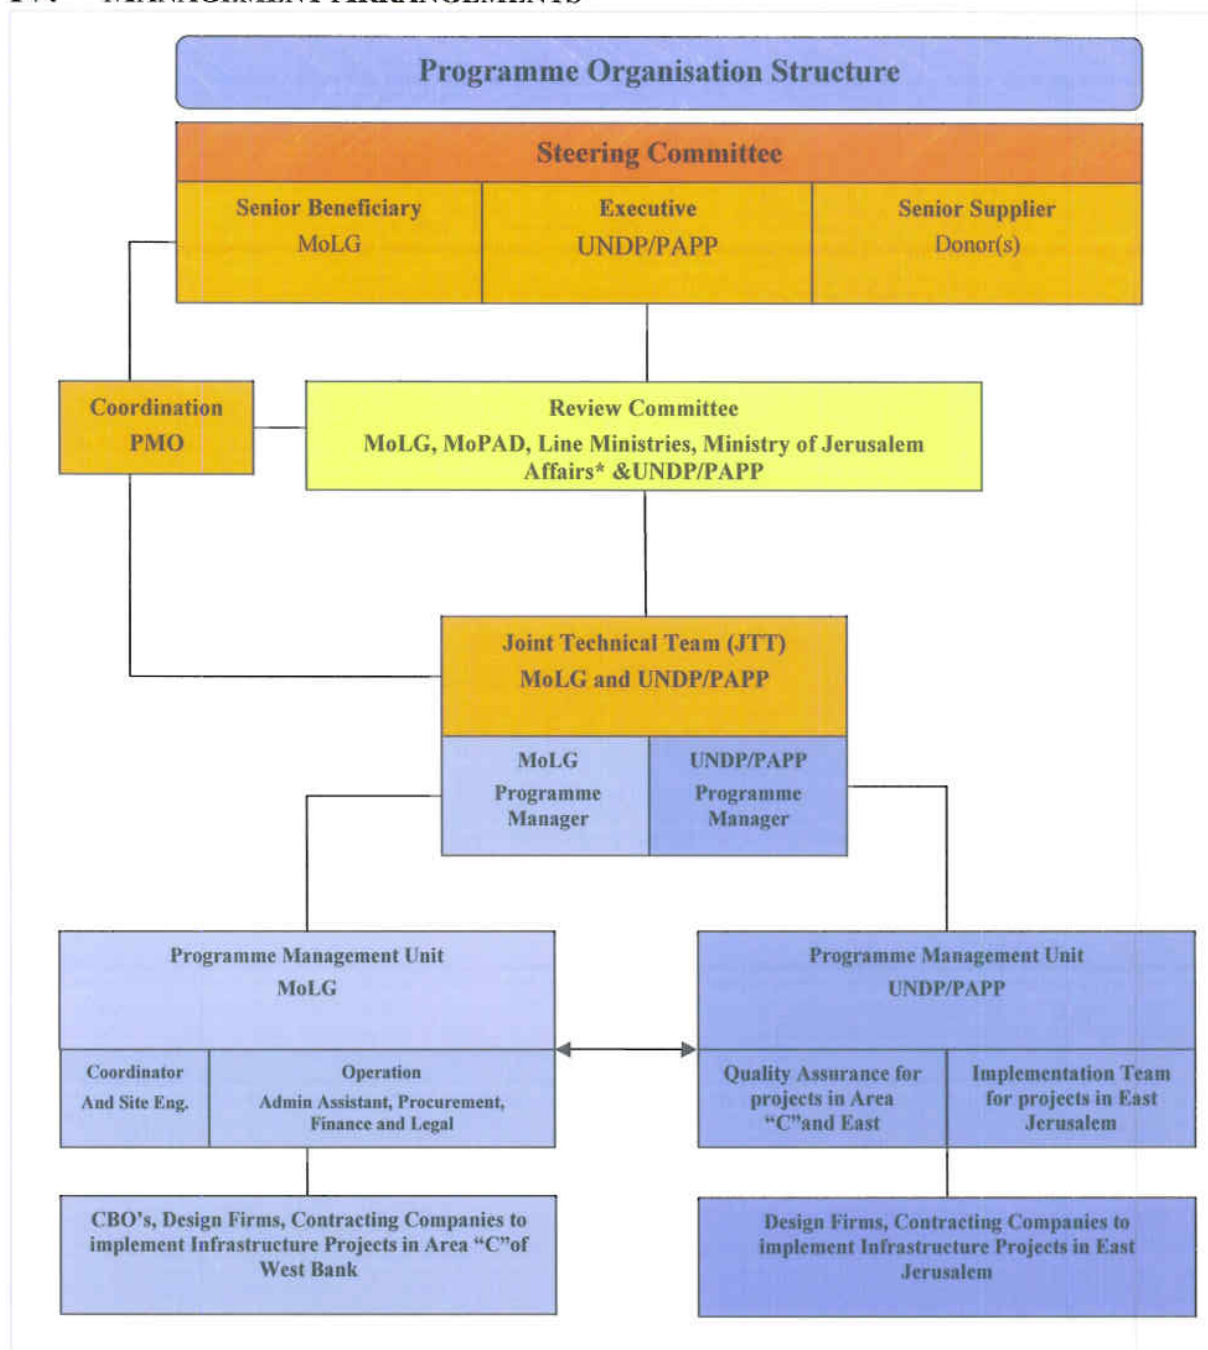 MANAGEMENT ARRANGEMENTS
Programme Organisation Structure
Steering Committee
Senior Beneficiary
MoLG
Executive
UNDP/PAPP
Senior Supplier
Donor(s)
Coordination
PMO
Review Committee
MoLG, MoPAD, Line Ministries, Ministry of Jerusalem
Affairs* &UNDP/PAPP
Joint Technical Team (JTT)
MoLG and UNDP/PAPP
MoLG
Programme
Manager
UNDP/PAPP
Programme
Manager
Programme Management Unit
MoLG
Coordinator
And Site Eng.
Operation
Admin Assistant, Procurement,
Finance and Legal
Programme Management Unit
UNDP/PAPP
Quality Assurance for
projects in Area
“C”and East
Implementation Team
for projects in East
Jerusalem
CBO's, Design Firms, Contracting Companies to
implement Infrastructure Projects in Area “C”of
West Bank
Design Firms, Contracting Companies to
implement Infrastructure Projects in East
Jerusalem